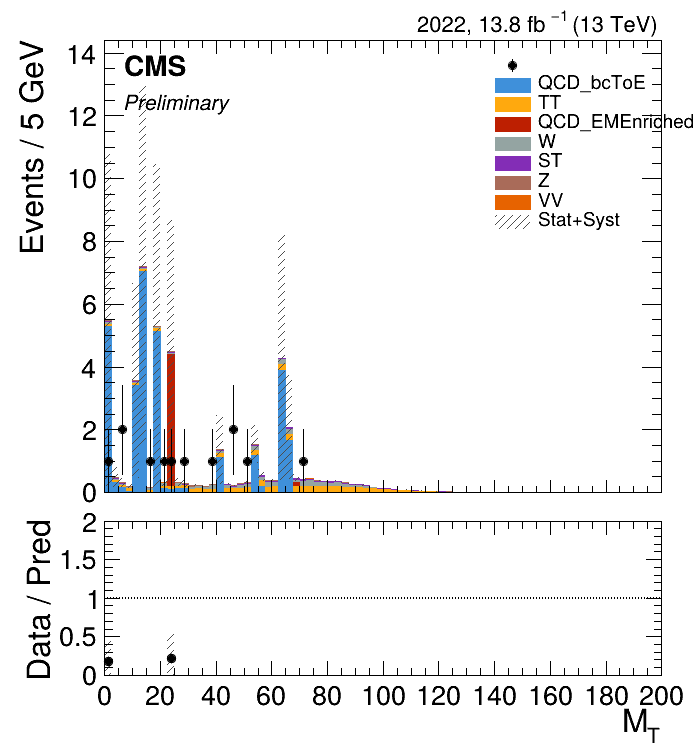 2022, 13.8 fb⁻¹ (13 TeV)
CMS
Preliminary
QCD_bcToE
TT
QCD_EMEnriched
W
ST
Z
VV
Stat+Syst
Events / 5 GeV
14
12
10
8
6
4
2
0
Data / Pred
2
1.5
1
0.5
0
0 20 40 60 80 100 120 140 160 180 200
M_T